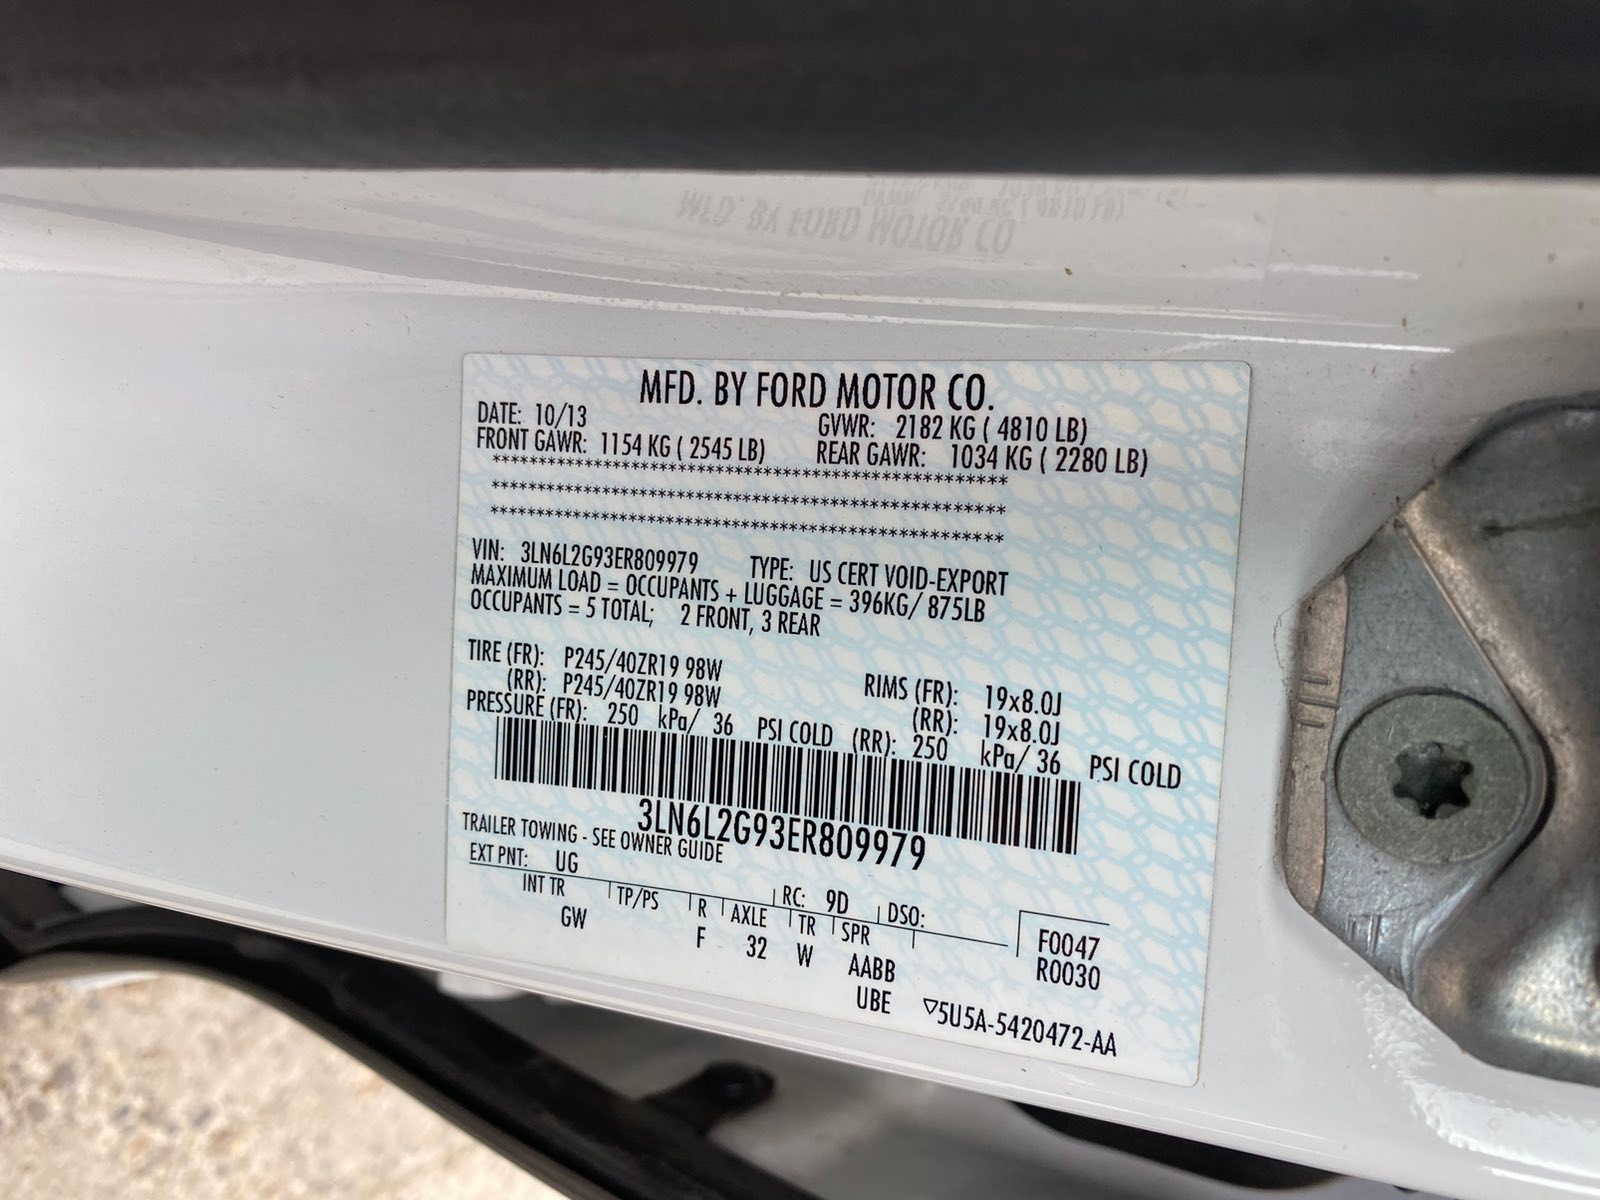 MFD. BY FORD MOTOR CO.
DATE: 10/13 GVWR: 2182 KG ( 4810 LB)
FRONT GAWR: 1154 KG ( 2545 LB) REAR GAWR: 1034 KG ( 2280 LB)
*******************************************************
*******************************************************
*******************************************************
VIN: 3LN6L2G93ER809979 TYPE: US CERT VOID-EXPORT
MAXIMUM LOAD = OCCUPANTS + LUGGAGE = 396KG/ 875LB
OCCUPANTS = 5 TOTAL; 2 FRONT, 3 REAR
TIRE (FR): P245/40ZR19 98W RIMS (FR): 19x8.0J
(RR): P245/40ZR19 98W (RR): 19x8.0J
PRESSURE (FR): 250 kPa/ 36 PSI COLD (RR): 250 kPa/ 36 PSI COLD
3LN6L2G93ER809979
TRAILER TOWING - SEE OWNER GUIDE
EXT PNT: UG RC: 9D DSO:
INT TR TP/PS R AXLE TR SPR F0047
GW F 32 W AABB R0030
UBE ▽5U5A-5420472-AA